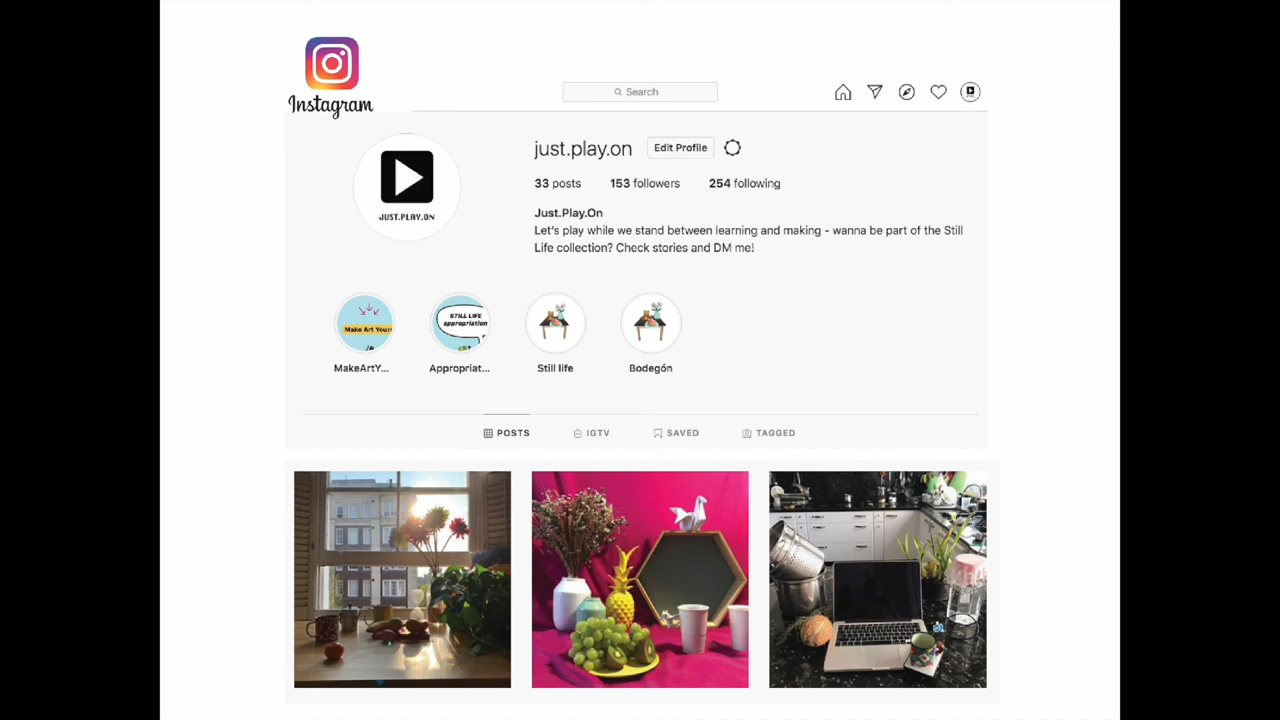 Instagram
Search
just.play.on Edit Profile
33 posts 153 followers 254 following
JUST.PLAY.ON
Just.Play.On
Let's play while we stand between learning and making - wanna be part of the Still
Life collection? Check stories and DM me!
Make Art Your
STILL LIFE
appropriation
MakeArtY... Appropriat... Still life Bodegón
POSTS IGTV SAVED TAGGED